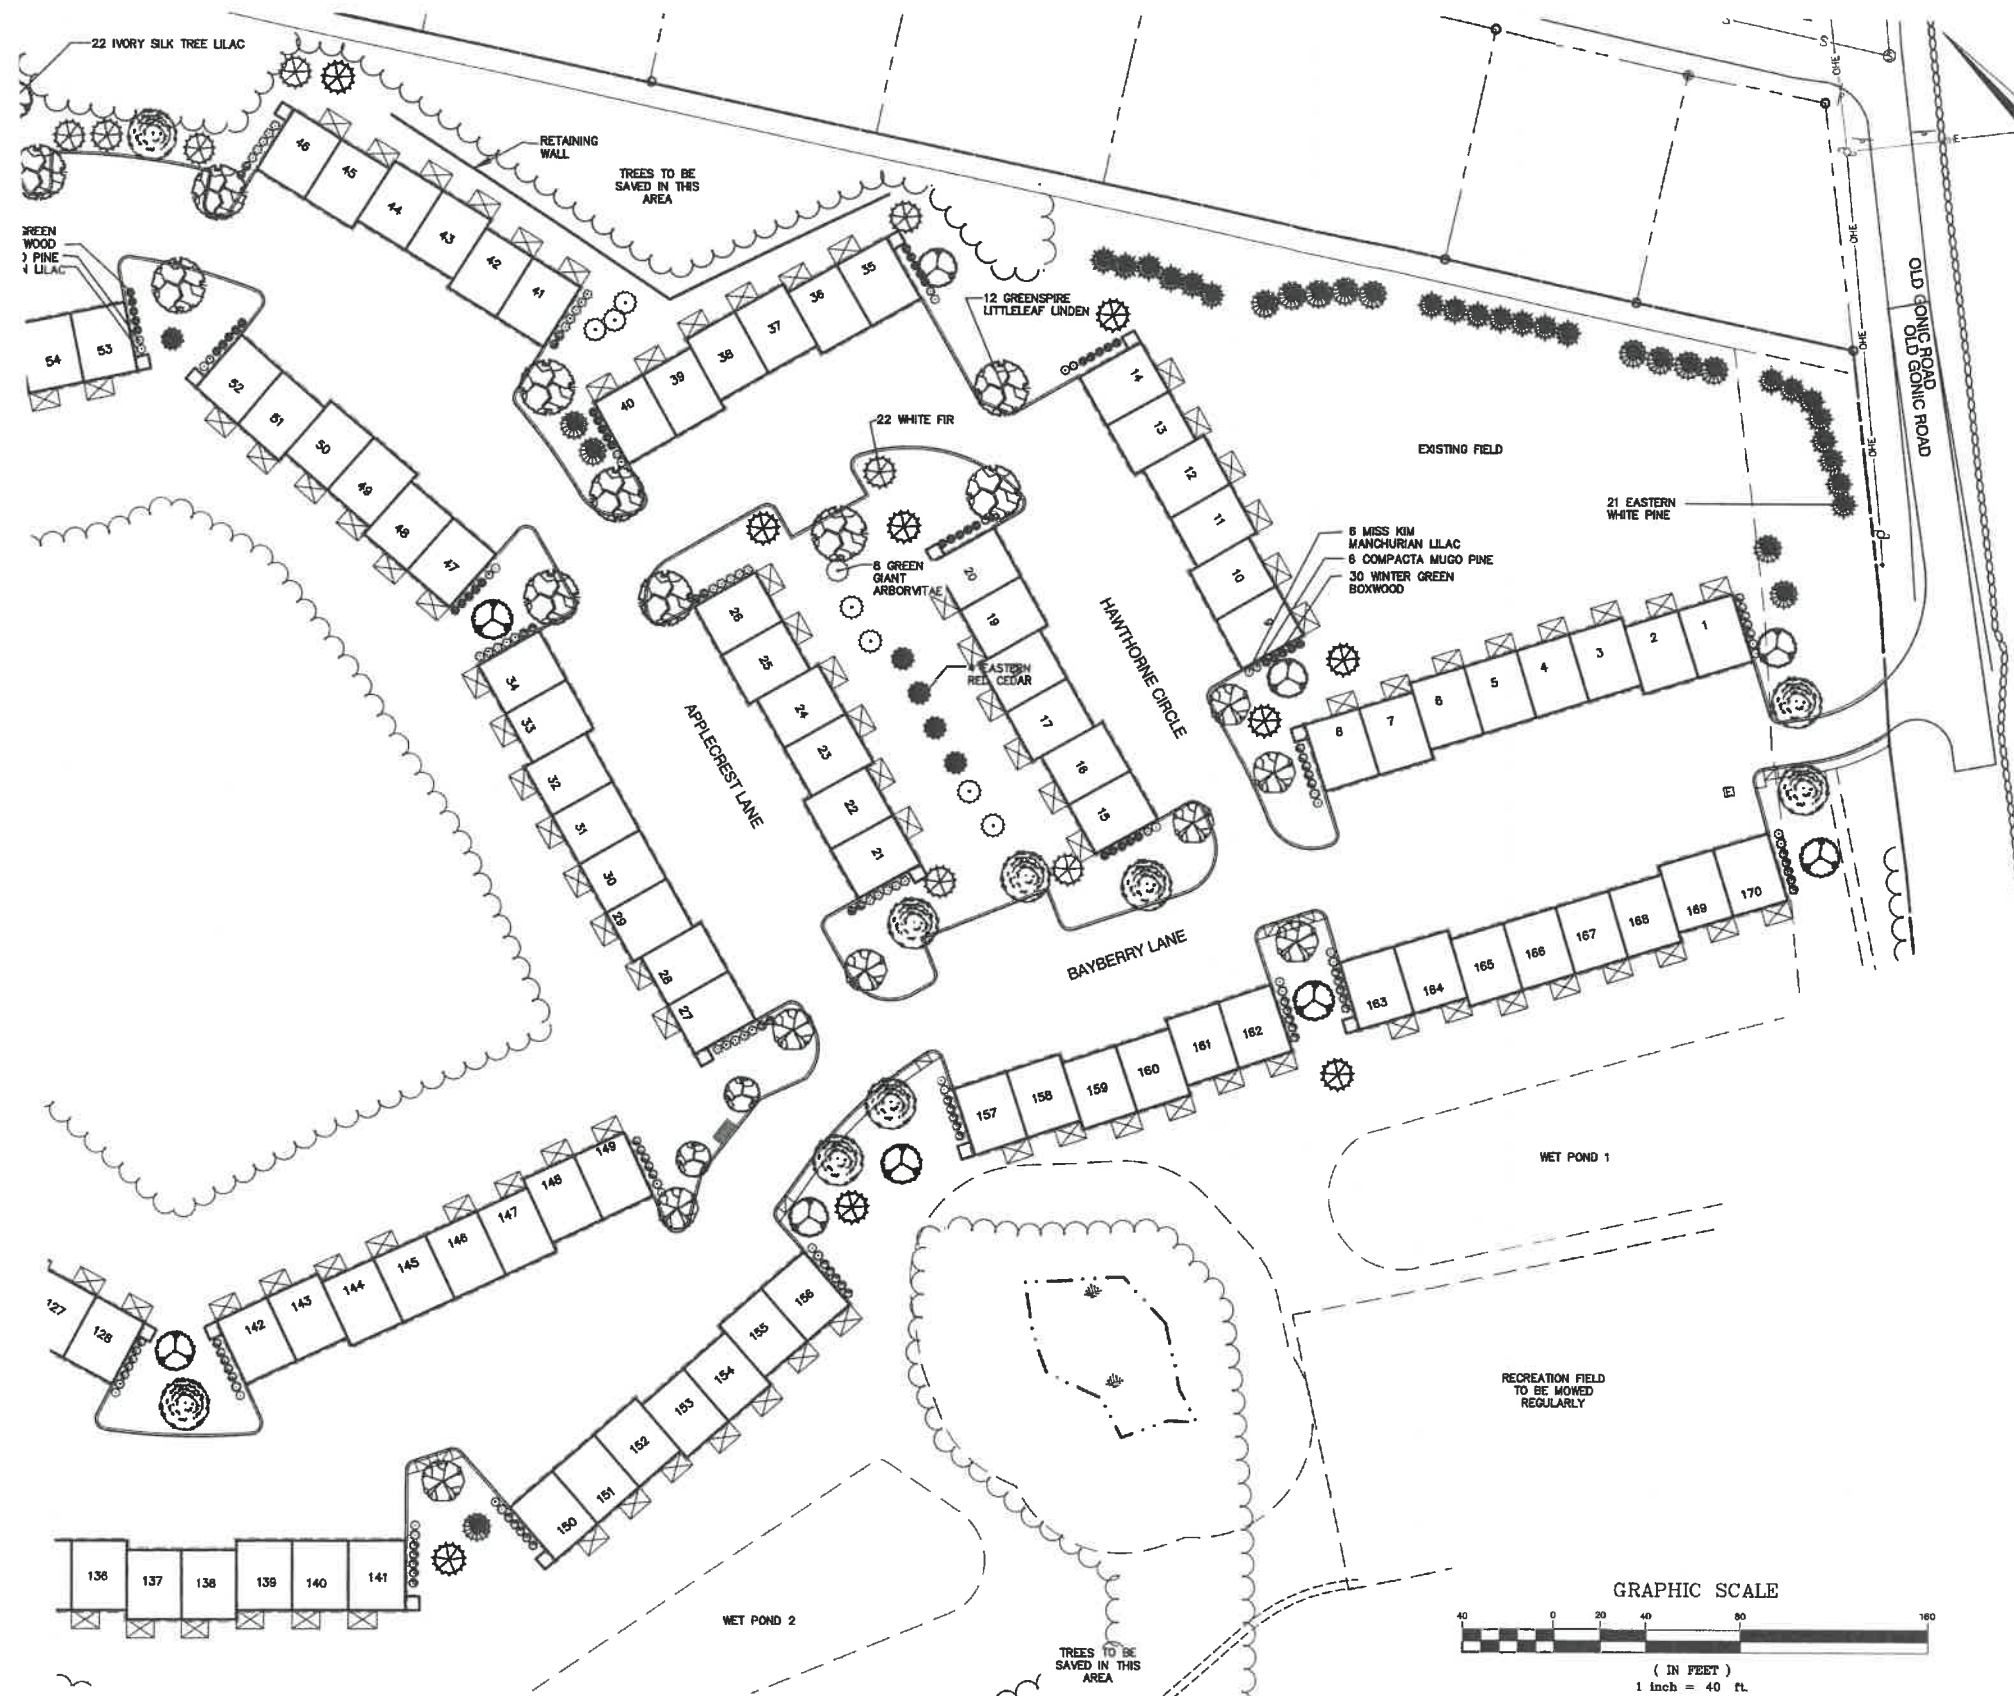 22 IVORY SILK TREE LILAC
RETAINING
WALL
TREES TO BE
SAVED IN THIS
AREA
46
45
44
43
42
41
35
36
37
38
39
40
GREEN
WOOD
PINE
LILAC
54
53
52
51
50
49
48
47
12 GREENSPIRE
LITTLELEAF LINDEN
14
13
12
11
10
9
22 WHITE FIR
EXISTING FIELD
21 EASTERN
WHITE PINE
OLD GONIC ROAD
OLD GONIC ROAD
OHE
OHE
OHE
OHE
S
S
6 MISS KIM
MANCHURIAN LILAC
6 COMPACTA MUGO PINE
30 WINTER GREEN
BOXWOOD
8 GREEN
GIANT
ARBORVITAE
4 EASTERN
RED CEDAR
HAWTHORNE CIRCLE
APPLECREST LANE
BAYBERRY LANE
1
2
3
4
5
6
7
8
E
20
19
17
16
15
26
25
24
23
22
21
34
33
32
31
30
29
28
27
170
169
168
167
166
165
164
163
162
161
160
159
158
157
149
148
147
146
145
144
143
142
127
128
156
155
154
153
152
151
150
136
137
138
139
140
141
WET POND 1
RECREATION FIELD
TO BE MOWED
REGULARLY
WET POND 2
TREES TO BE
SAVED IN THIS
AREA
GRAPHIC SCALE
40 0 20 40 80 160
( IN FEET )
1 inch = 40 ft.